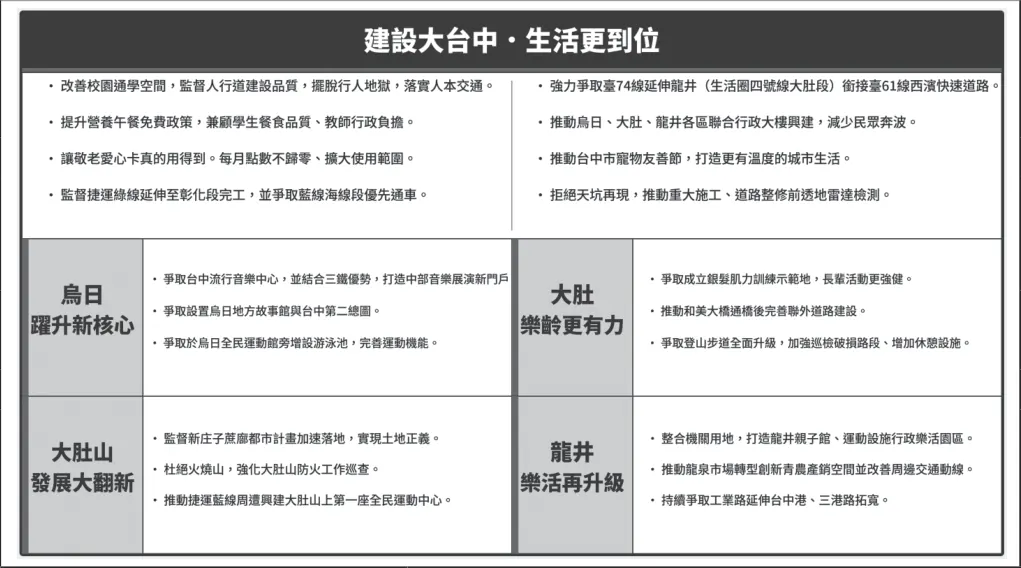 建設大台中・生活更到位
・改善校園通學空間，監督人行道建設品質，擺脫行人地獄，落實人本交通。
・提升營養午餐免費政策，兼顧學生餐食品質、教師行政負擔。
・讓敬老愛心卡真的用得到。每月點數不歸零、擴大使用範圍。
・監督捷運綠線延伸至彰化段完工，並爭取藍線海線段優先通車。
・強力爭取臺74線延伸龍井（生活圈四號線大肚段）銜接臺61線西濱快速道路。
・推動烏日、大肚、龍井各區聯合行政大樓興建，減少民眾奔波。
・推動台中市寵物友善節，打造更有溫度的城市生活。
・拒絕天坑再現，推動重大施工、道路整修前透地雷達檢測。
烏日
躍升新核心
・爭取台中流行音樂中心，並結合三鐵優勢，打造中部音樂展演新門戶
・爭取設置烏日地方故事館與台中第二總圖。
・爭取於烏日全民運動館旁增設游泳池，完善運動機能。
大肚
樂齡更有力
・爭取成立銀髮肌力訓練示範地，長輩活動更強健。
・推動和美大橋通橋後完善聯外道路建設。
・爭取登山步道全面升級，加強巡檢破損路段、增加休憩設施。
大肚山
發展大翻新
・監督新庄子蔗廍都市計畫加速落地，實現土地正義。
・杜絕火燒山，強化大肚山防火工作巡查。
・推動捷運藍線周遭興建大肚山上第一座全民運動中心。
龍井
樂活再升級
・整合機關用地，打造龍井親子館、運動設施行政樂活園區。
・推動龍泉市場轉型創新青農產銷空間並改善周邊交通動線。
・持續爭取工業路延伸台中港、三港路拓寬。